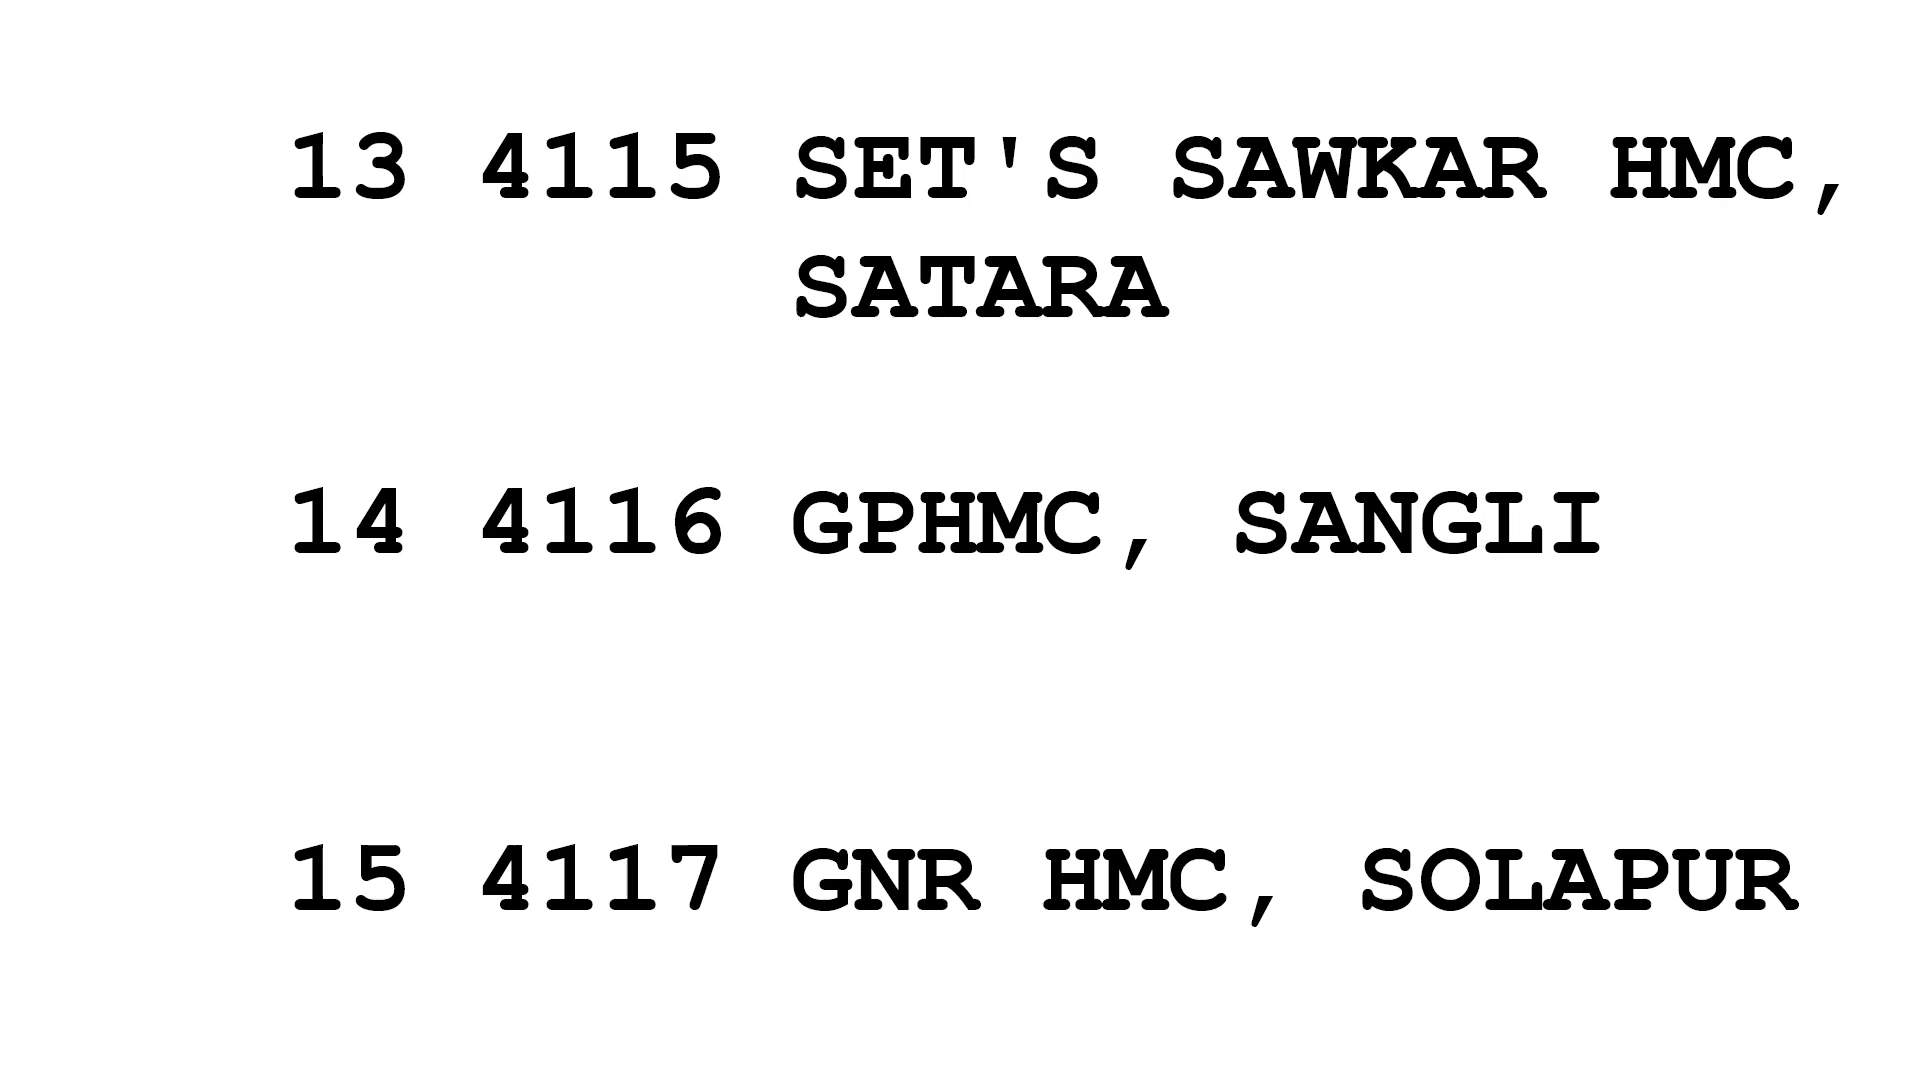 13 4115 SET'S SAWKAR HMC,
SATARA
14 4116 GPHMC, SANGLI
15 4117 GNR HMC, SOLAPUR